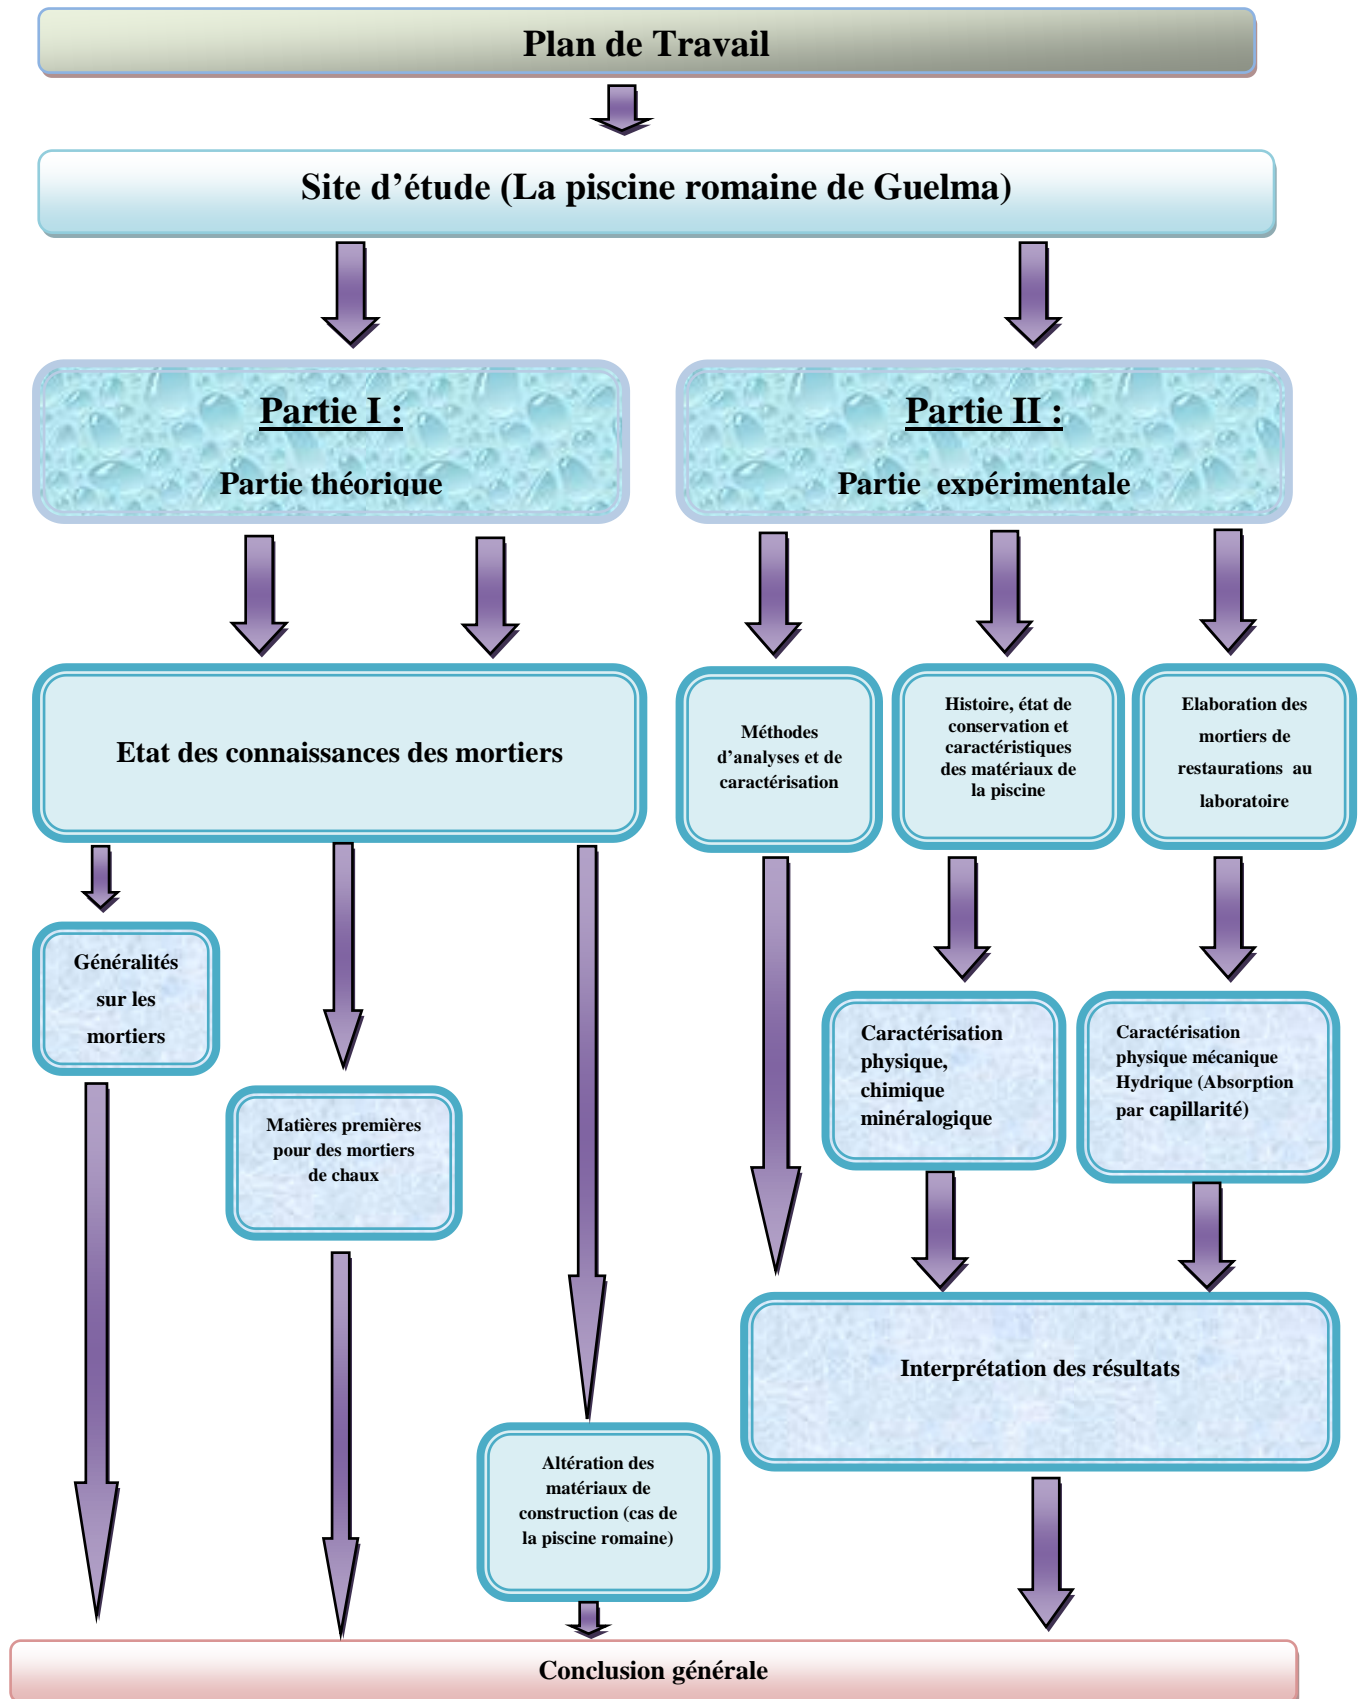 Plan de Travail
Site d’étude (La piscine romaine de Guelma)
Partie I :
Partie théorique
Partie II :
Partie expérimentale
Etat des connaissances des mortiers
Méthodes
d’analyses et de
caractérisation
Histoire, état de
conservation et
caractéristiques
des matériaux de
la piscine
Elaboration des
mortiers de
restaurations au
laboratoire
Généralités
sur les
mortiers
Matières premières
pour des mortiers
de chaux
Caractérisation
physique,
chimique
minéralogique
Caractérisation
physique mécanique
Hydrique (Absorption
par capillarité)
Interprétation des résultats
Altération des
matériaux de
construction (cas de
la piscine romaine)
Conclusion générale